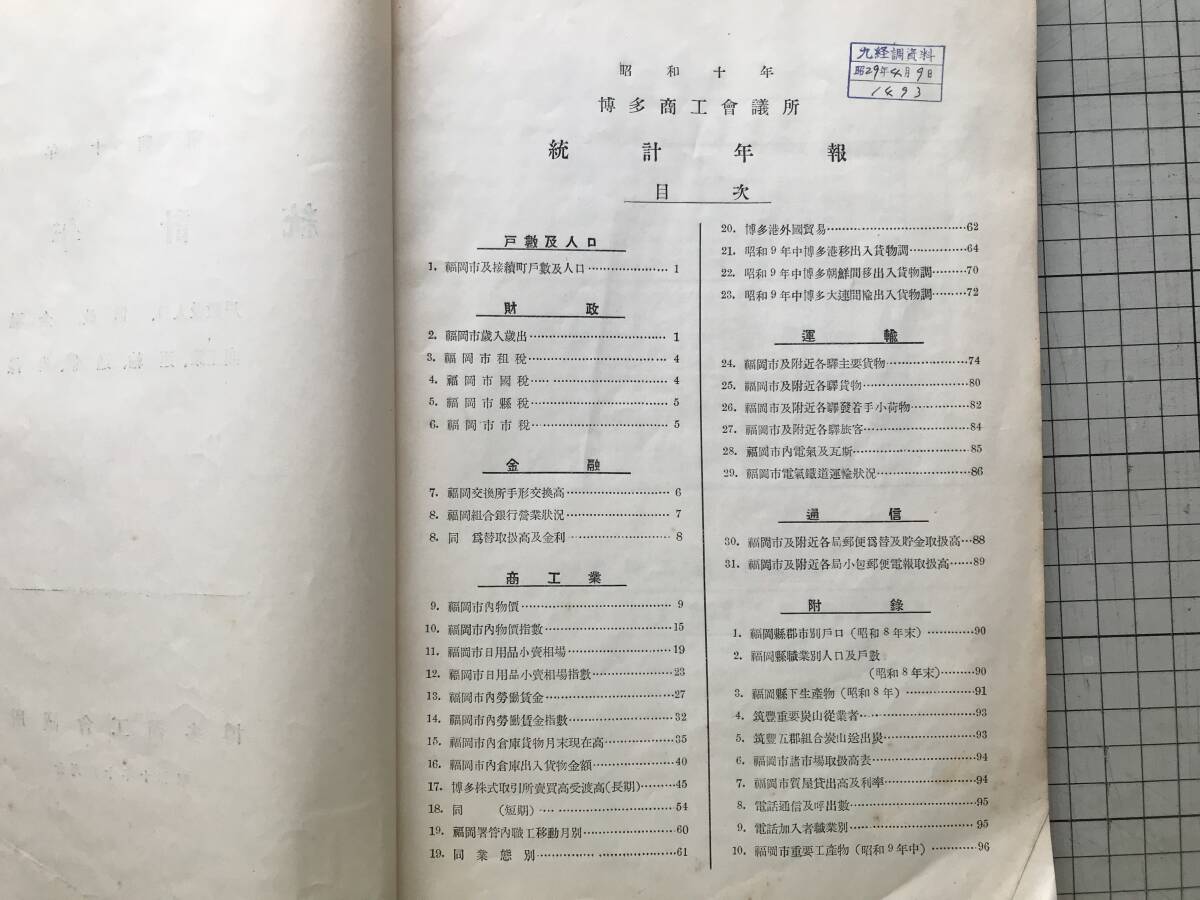 九経調資料
昭29年4月9日
1493
昭和十年
博多商工會議所
統計年報
目次
戸數及人口
1. 福岡市及接續町戸數及人口…………………1
財政
2. 福岡市歳入歳出…………………1
3. 福岡市租税…………………4
4. 福岡市國税…………………4
5. 福岡市縣税…………………5
6. 福岡市市税…………………5
金融
7. 福岡交換所手形交換高…………………6
8. 福岡組合銀行營業狀況…………………7
8. 同 爲替取扱高及金利…………………8
商工業
9. 福岡市內物價…………………9
10. 福岡市內物價指數…………………15
11. 福岡市日用品小賣相場…………………19
12. 福岡市日用品小賣相場指數…………………23
13. 福岡市內勞働賃金…………………27
14. 福岡市內勞働賃金指數…………………32
15. 福岡市內倉庫貨物月末現在高…………………35
16. 福岡市內倉庫出入貨物金額…………………40
17. 博多株式取引所賣買高受渡高(長期)…………45
18. 同 (短期)…………………54
19. 福岡署管內職工移動月別…………………60
19. 同業態別…………………61
20. 博多港外國貿易…………………62
21. 昭和9年中博多港移出入貨物調…………64
22. 昭和9年中博多朝鮮間移出入貨物調………70
23. 昭和9年中博多大連間輸出入貨物調………72
運輸
24. 福岡市及附近各驛主要貨物…………………74
25. 福岡市及附近各驛貨物…………………80
26. 福岡市及附近各驛發着手小荷物…………82
27. 福岡市及附近各驛旅客…………………84
28. 福岡市內電氣及瓦斯…………………85
29. 福岡市電氣鐵道運輸狀況…………………86
通信
30. 福岡市及附近各局郵便爲替及貯金取扱高…88
31. 福岡市及附近各局小包郵便電報取扱高……89
附錄
1. 福岡縣郡市別戸口(昭和8年末)…………90
2. 福岡縣職業別人口及戸數
(昭和8年末)…………90
3. 福岡縣下生產物(昭和8年)…………91
4. 筑豊重要炭山從業者…………………93
5. 筑豊五郡組合炭山送出炭…………………93
6. 福岡市諸市場取扱高表…………………94
7. 福岡市質屋貸出高及利率…………………94
8. 電話通信及呼出數…………………95
9. 電話加入者職業別…………………95
10. 福岡市重要工產物(昭和9年中)…………96